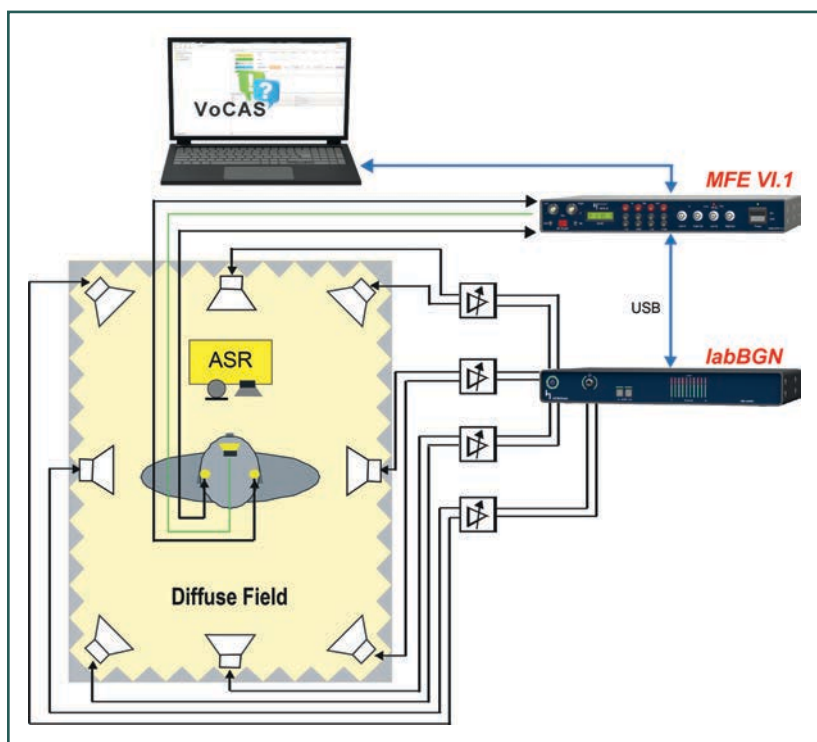 VoCAS
!
?
MFE VI.1
USB
ASR
labBGN
Diffuse Field